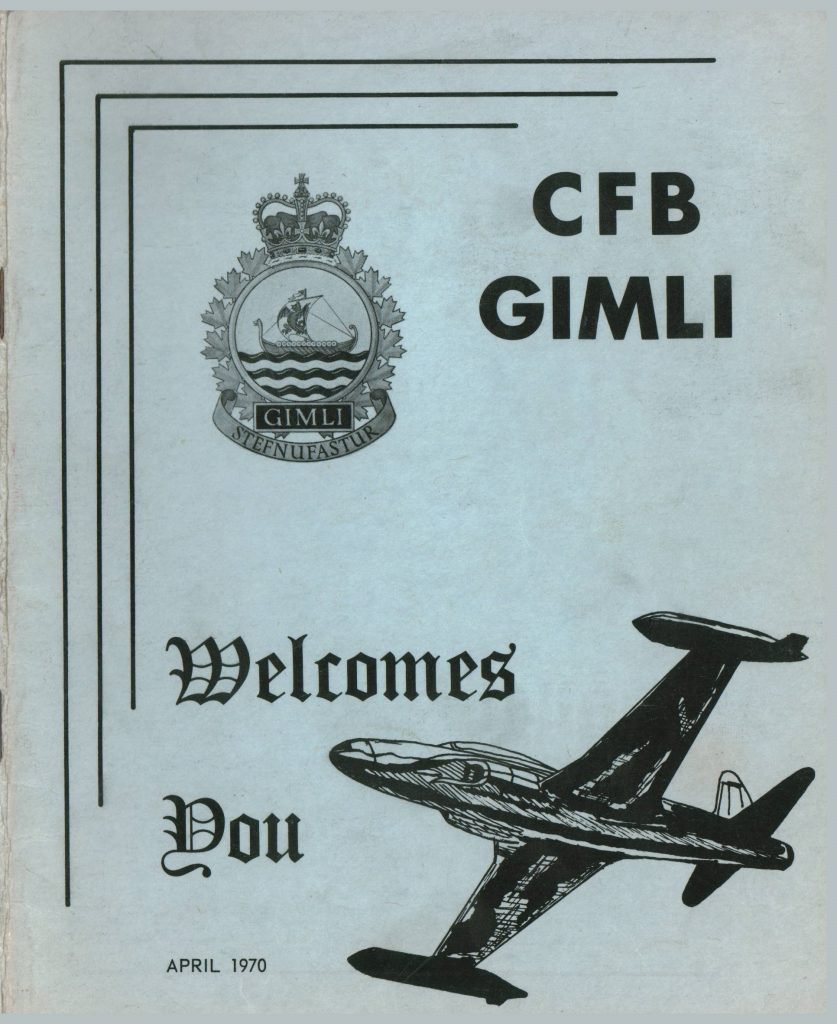 CFB
GIMLI
GIMLI
STEFNUFASTUR
Welcomes
You
APRIL 1970